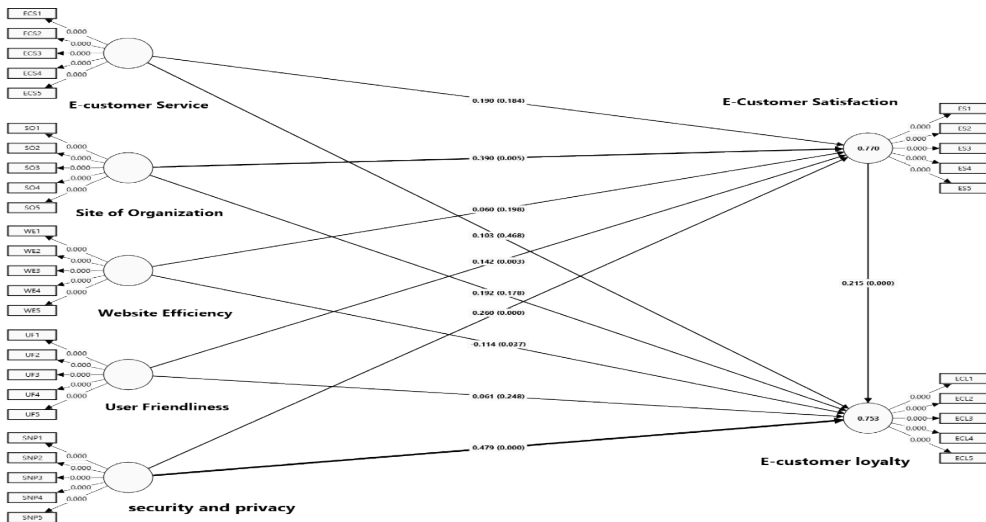 ECS1
0.000
ECS2
0.000
ECS3
0.000
ECS4
0.000
ECS5
0.000
E-customer Service
SO1
0.000
SO2
0.000
SO3
0.000
SO4
0.000
SO5
0.000
Site of Organization
WE1
0.000
WE2
0.000
WE3
0.000
WE4
0.000
WE5
0.000
Website Efficiency
UF1
0.000
UF2
0.000
UF3
0.000
UF4
0.000
UF5
0.000
User Friendliness
SNP1
0.000
SNP2
0.000
SNP3
0.000
SNP4
0.000
SNP5
0.000
security and privacy
0.190 (0.184)
0.390 (0.005)
0.060 (0.198)
0.103 (0.468)
0.142 (0.003)
0.192 (0.178)
0.260 (0.000)
-0.114 (0.037)
0.061 (0.248)
0.479 (0.000)
E-Customer Satisfaction
0.770
0.000
ES1
0.000
ES2
0.000
ES3
0.000
ES4
0.000
ES5
0.215 (0.000)
0.753
0.000
ECL1
0.000
ECL2
0.000
ECL3
0.000
ECL4
0.000
ECL5
E-customer loyalty